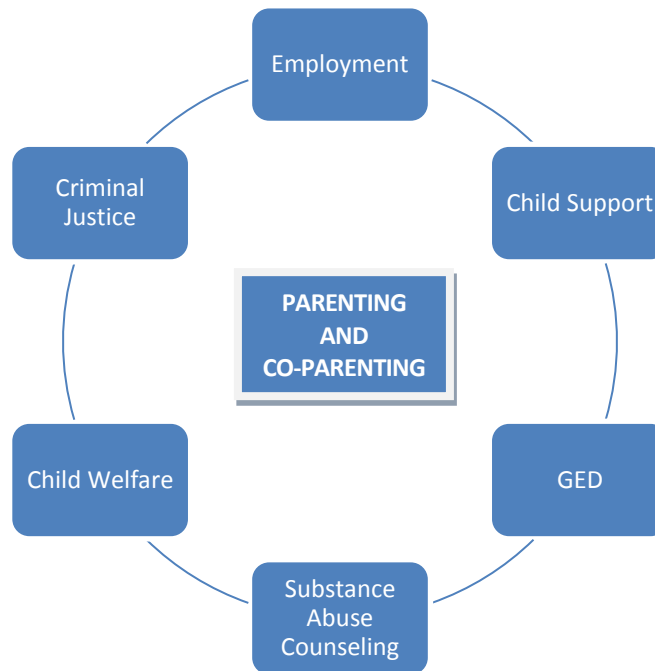 Employment
Criminal
Justice
Child Support
PARENTING
AND
CO-PARENTING
Child Welfare
GED
Substance
Abuse
Counseling